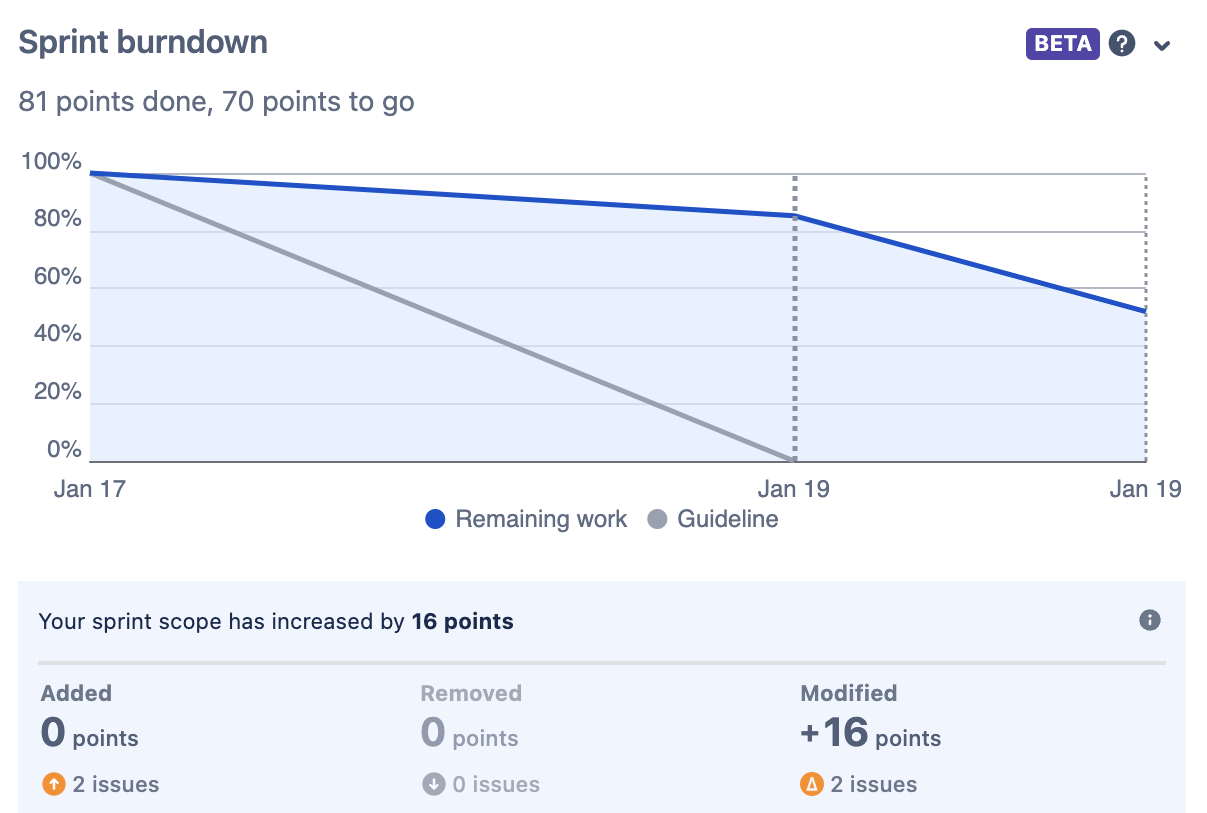 Sprint burndown
BETA ?
81 points done, 70 points to go
100%
80%
60%
40%
20%
0%
Jan 17 Jan 19 Jan 19
Remaining work Guideline
Your sprint scope has increased by 16 points
Added Removed Modified
0 points 0 points +16 points
2 issues 0 issues 2 issues